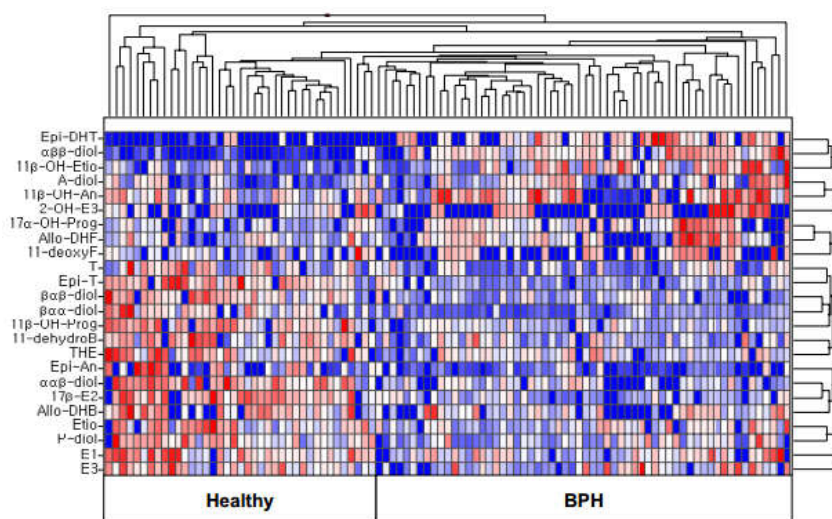 Epi-DHT
αββ-diol
11β-OH-Etio
A-diol
11β-OH-An
2-OH-E3
17α-OH-Prog
Allo-DHF
11-deoxyF
T
Epi-T
βαβ-diol
βαα-diol
11β-OH-Prog
11-dehydroB
THE
Epi-An
ααβ-diol
17β-E2
Allo-DHB
Etio
P-diol
E1
E3
Healthy
BPH